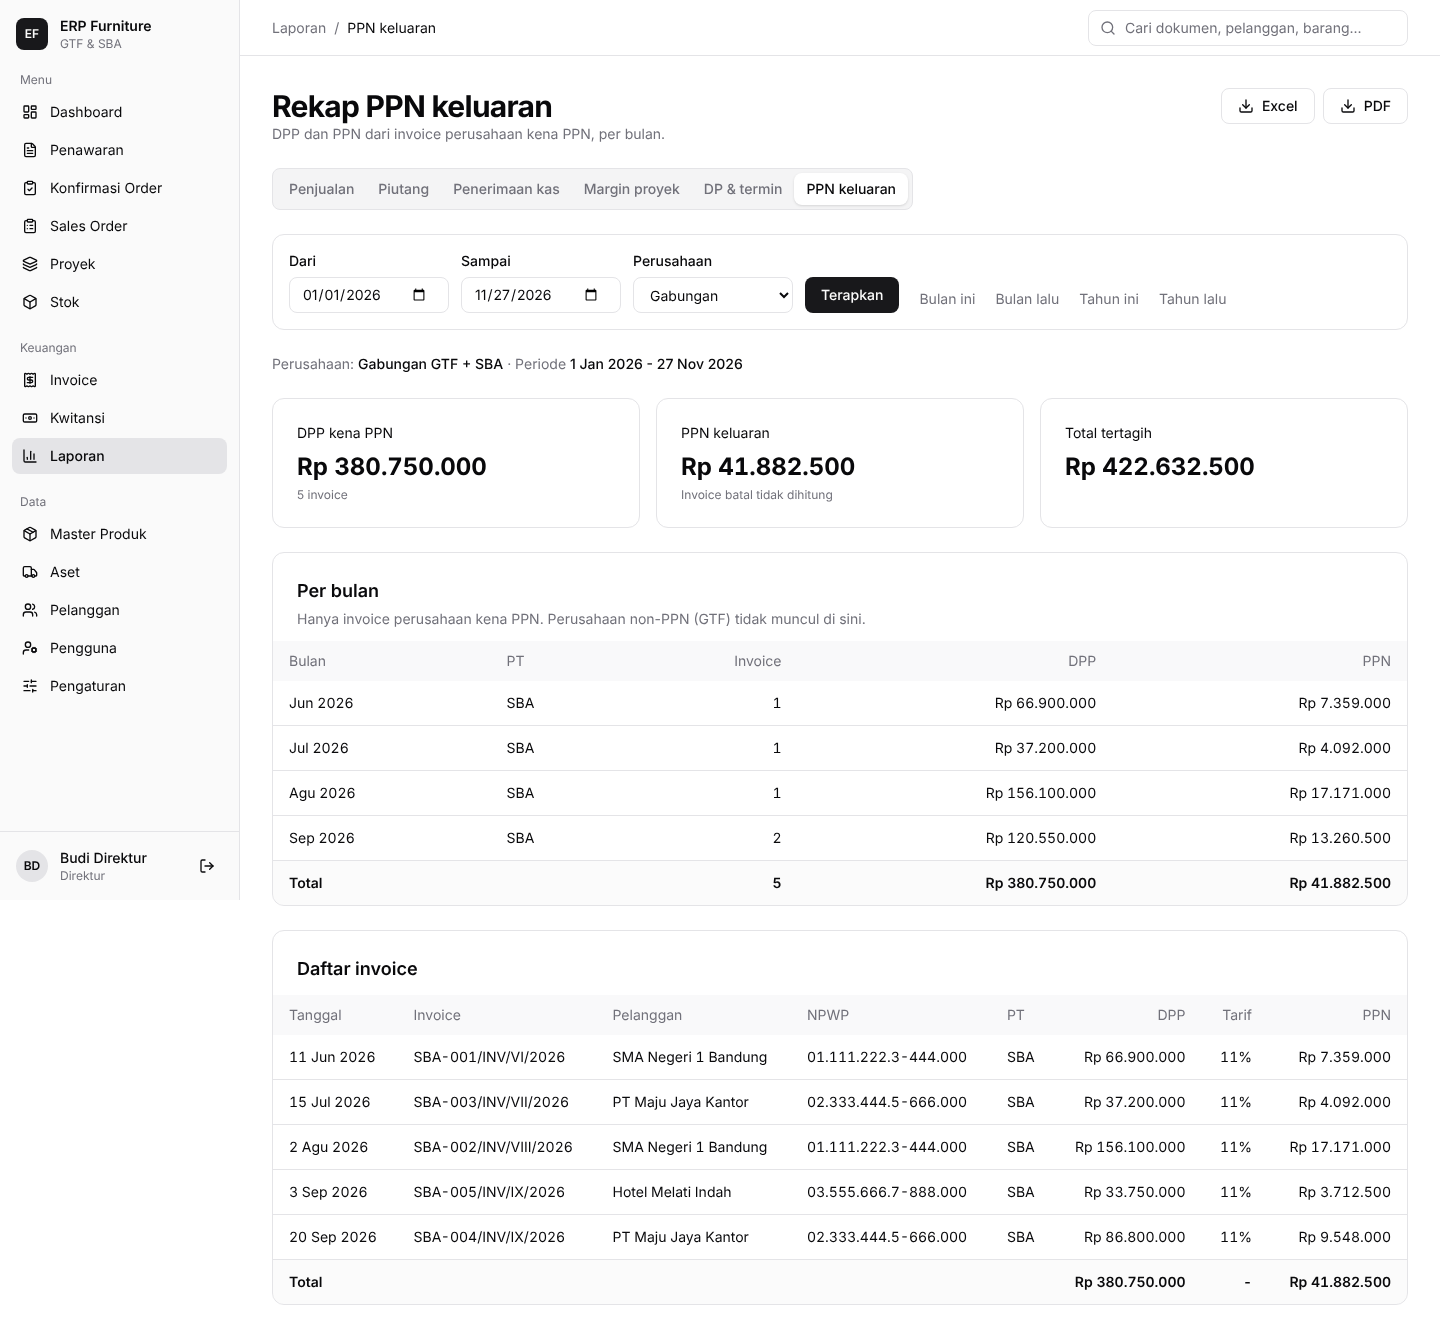 EF
ERP Furniture
GTF & SBA
Menu
Dashboard
Penawaran
Konfirmasi Order
Sales Order
Proyek
Stok
Keuangan
Invoice
Kwitansi
Laporan
Data
Master Produk
Aset
Pelanggan
Pengguna
Pengaturan
BD
Budi Direktur
Direktur
Laporan / PPN keluaran
Cari dokumen, pelanggan, barang...
Rekap PPN keluaran
DPP dan PPN dari invoice perusahaan kena PPN, per bulan.
Excel PDF
Penjualan Piutang Penerimaan kas Margin proyek DP & termin PPN keluaran
Dari Sampai Perusahaan
01/01/2026 11/27/2026 Gabungan Terapkan Bulan ini Bulan lalu Tahun ini Tahun lalu
Perusahaan: Gabungan GTF + SBA · Periode 1 Jan 2026 - 27 Nov 2026
DPP kena PPN
Rp 380.750.000
5 invoice
PPN keluaran
Rp 41.882.500
Invoice batal tidak dihitung
Total tertagih
Rp 422.632.500
Per bulan
Hanya invoice perusahaan kena PPN. Perusahaan non-PPN (GTF) tidak muncul di sini.
Bulan PT Invoice DPP PPN
Jun 2026 SBA 1 Rp 66.900.000 Rp 7.359.000
Jul 2026 SBA 1 Rp 37.200.000 Rp 4.092.000
Agu 2026 SBA 1 Rp 156.100.000 Rp 17.171.000
Sep 2026 SBA 2 Rp 120.550.000 Rp 13.260.500
Total 5 Rp 380.750.000 Rp 41.882.500
Daftar invoice
Tanggal Invoice Pelanggan NPWP PT DPP Tarif PPN
11 Jun 2026 SBA-001/INV/VI/2026 SMA Negeri 1 Bandung 01.111.222.3-444.000 SBA Rp 66.900.000 11% Rp 7.359.000
15 Jul 2026 SBA-003/INV/VII/2026 PT Maju Jaya Kantor 02.333.444.5-666.000 SBA Rp 37.200.000 11% Rp 4.092.000
2 Agu 2026 SBA-002/INV/VIII/2026 SMA Negeri 1 Bandung 01.111.222.3-444.000 SBA Rp 156.100.000 11% Rp 17.171.000
3 Sep 2026 SBA-005/INV/IX/2026 Hotel Melati Indah 03.555.666.7-888.000 SBA Rp 33.750.000 11% Rp 3.712.500
20 Sep 2026 SBA-004/INV/IX/2026 PT Maju Jaya Kantor 02.333.444.5-666.000 SBA Rp 86.800.000 11% Rp 9.548.000
Total Rp 380.750.000 - Rp 41.882.500